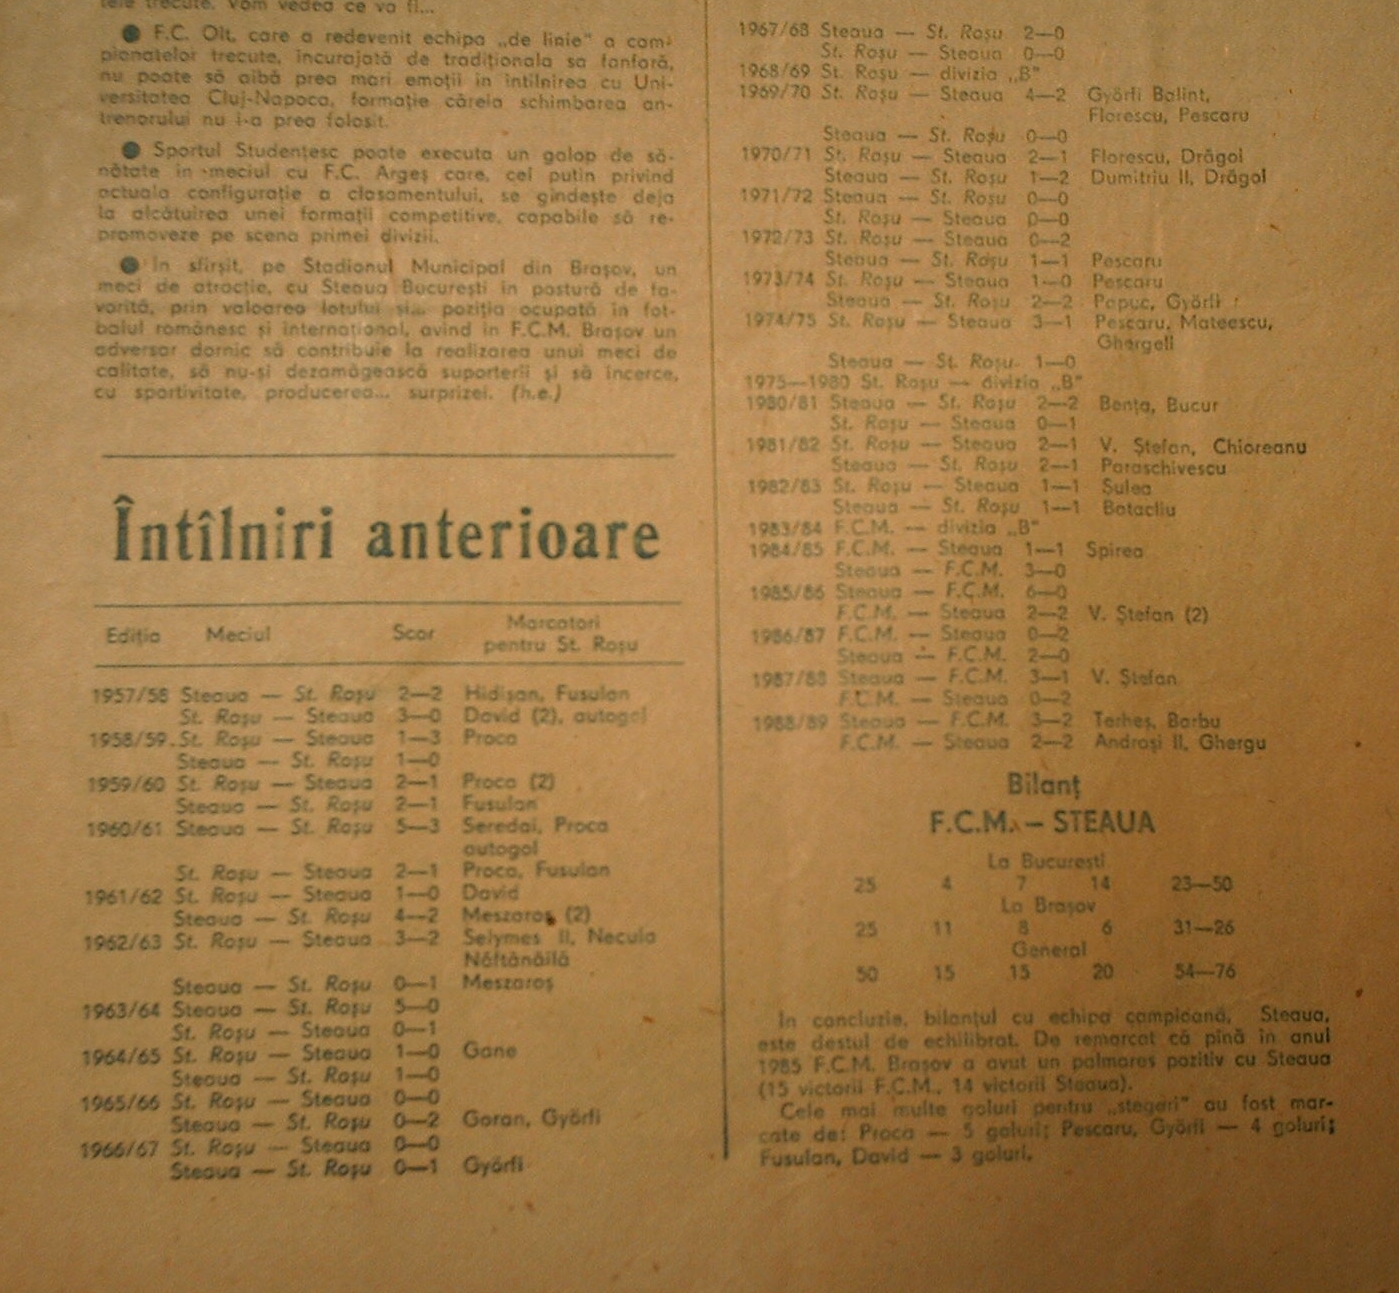 tele trecute. Vom vedea ce va fi...
● F.C. Olt, care a redevenit echipa „de linie" a cam-
pionatelor trecute, încurajată de tradiționala sa fanfară,
nu poate să aibă prea mari emoții în întîlnirea cu Uni-
versitatea Cluj-Napoca, formație căreia schimbarea an-
trenorului nu i-a prea folosit.
● Sportul Studențesc poate executa un galop de să-
nătate în meciul cu F.C. Argeș care, cel puțin privind
actuala configurație a clasamentului, se gîndește deja
la alcătuirea unei formații competitive, capabile să re-
promoveze pe scena primei divizii.
● În sfîrșit, pe Stadionul Municipal din Brașov, un
meci de atracție, cu Steaua București în postură de fa-
vorită, prin valoarea lotului și... poziția ocupată în fot-
balul românesc și internațional, avînd în F.C.M. Brașov un
adversar dornic să contribuie la realizarea unui meci de
calitate, să nu-și dezamăgească suporterii și să încerce,
cu sportivitate, producerea... surprizei. (h.e.)
Întîlniri anterioare
Ediția Meciul Scor Marcatori
pentru St. Roșu
1957/58 Steaua — St. Roșu 2—2 Hidișan, Fusulan
St. Roșu — Steaua 3—0 David (2), autogol
1958/59 St. Roșu — Steaua 1—3 Proca
Steaua — St. Roșu 1—0
1959/60 St. Roșu — Steaua 2—1 Proca (2)
Steaua — St. Roșu 2—1 Fusulan
1960/61 Steaua — St. Roșu 5—3 Seredai, Proca
autogol
St. Roșu — Steaua 2—1 Proca, Fusulan
1961/62 St. Roșu — Steaua 1—0 David
Steaua — St. Roșu 4—2 Meszaroș (2)
1962/63 St. Roșu — Steaua 3—2 Selymes II, Necula
Năftănăilă
Steaua — St. Roșu 0—1 Meszaroș
1963/64 Steaua — St. Roșu 5—0
St. Roșu — Steaua 0—1
1964/65 St. Roșu — Steaua 1—0 Gane
Steaua — St. Roșu 1—0
1965/66 St. Roșu — Steaua 0—0
Steaua — St. Roșu 0—2 Goran, Györfi
1966/67 St. Roșu — Steaua 0—0
Steaua — St. Roșu 0—1 Györfi
1967/68 Steaua — St. Roșu 2—0
St. Roșu — Steaua 0—0
1968/69 St. Roșu — divizia „B"
1969/70 St. Roșu — Steaua 4—2 Györfi Balint,
Florescu, Pescaru
Steaua — St. Roșu 0—0
1970/71 St. Roșu — Steaua 2—1 Florescu, Drăgoi
Steaua — St. Roșu 1—2 Dumitriu II, Drăgoi
1971/72 Steaua — St. Roșu 0—0
St. Roșu — Steaua 0—0
1972/73 St. Roșu — Steaua 0—2
Steaua — St. Roșu 1—1 Pescaru
1973/74 St. Roșu — Steaua 1—0 Pescaru
Steaua — St. Roșu 2—2 Papuc, Györfi
1974/75 St. Roșu — Steaua 3—1 Pescaru, Mateescu,
Ghergeli
Steaua — St. Roșu 1—0
1975—1980 St. Roșu — divizia „B"
1980/81 Steaua — St. Roșu 2—2 Bența, Bucur
St. Roșu — Steaua 0—1
1981/82 St. Roșu — Steaua 2—1 V. Ștefan, Chioreanu
Steaua — St. Roșu 2—1 Paraschivescu
1982/83 St. Roșu — Steaua 1—1 Șulea
Steaua — St. Roșu 1—1 Batacliu
1983/84 F.C.M. — divizia „B"
1984/85 F.C.M. — Steaua 1—1 Spirea
Steaua — F.C.M. 3—0
1985/86 Steaua — F.C.M. 6—0
F.C.M. — Steaua 2—2 V. Ștefan (2)
1986/87 F.C.M. — Steaua 0—2
Steaua — F.C.M. 2—0
1987/88 Steaua — F.C.M. 3—1 V. Ștefan
F.C.M. — Steaua 0—2
1988/89 Steaua — F.C.M. 3—2 Terheș, Barbu
F.C.M. — Steaua 2—2 Andrași II, Ghergu
Bilanț
F.C.M. – STEAUA
La București
25 4 7 14 23—50
La Brașov
25 11 8 6 31—26
General
50 15 15 20 54—76
În concluzie, bilanțul cu echipa campioană, Steaua,
este destul de echilibrat. De remarcat că pînă în anul
1985 F.C.M. Brașov a avut un palmares pozitiv cu Steaua
(15 victorii F.C.M., 14 victorii Steaua).
Cele mai multe goluri pentru „stegari" au fost mar-
cate de: Proca — 5 goluri; Pescaru, Györfi — 4 goluri;
Fusulan, David — 3 goluri.